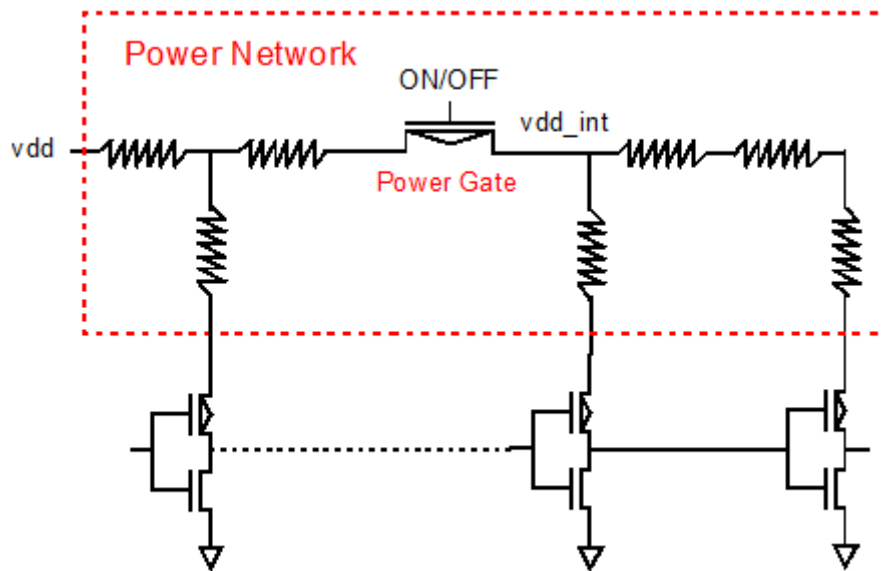 Power Network
ON/OFF
vdd
vdd_int
Power Gate